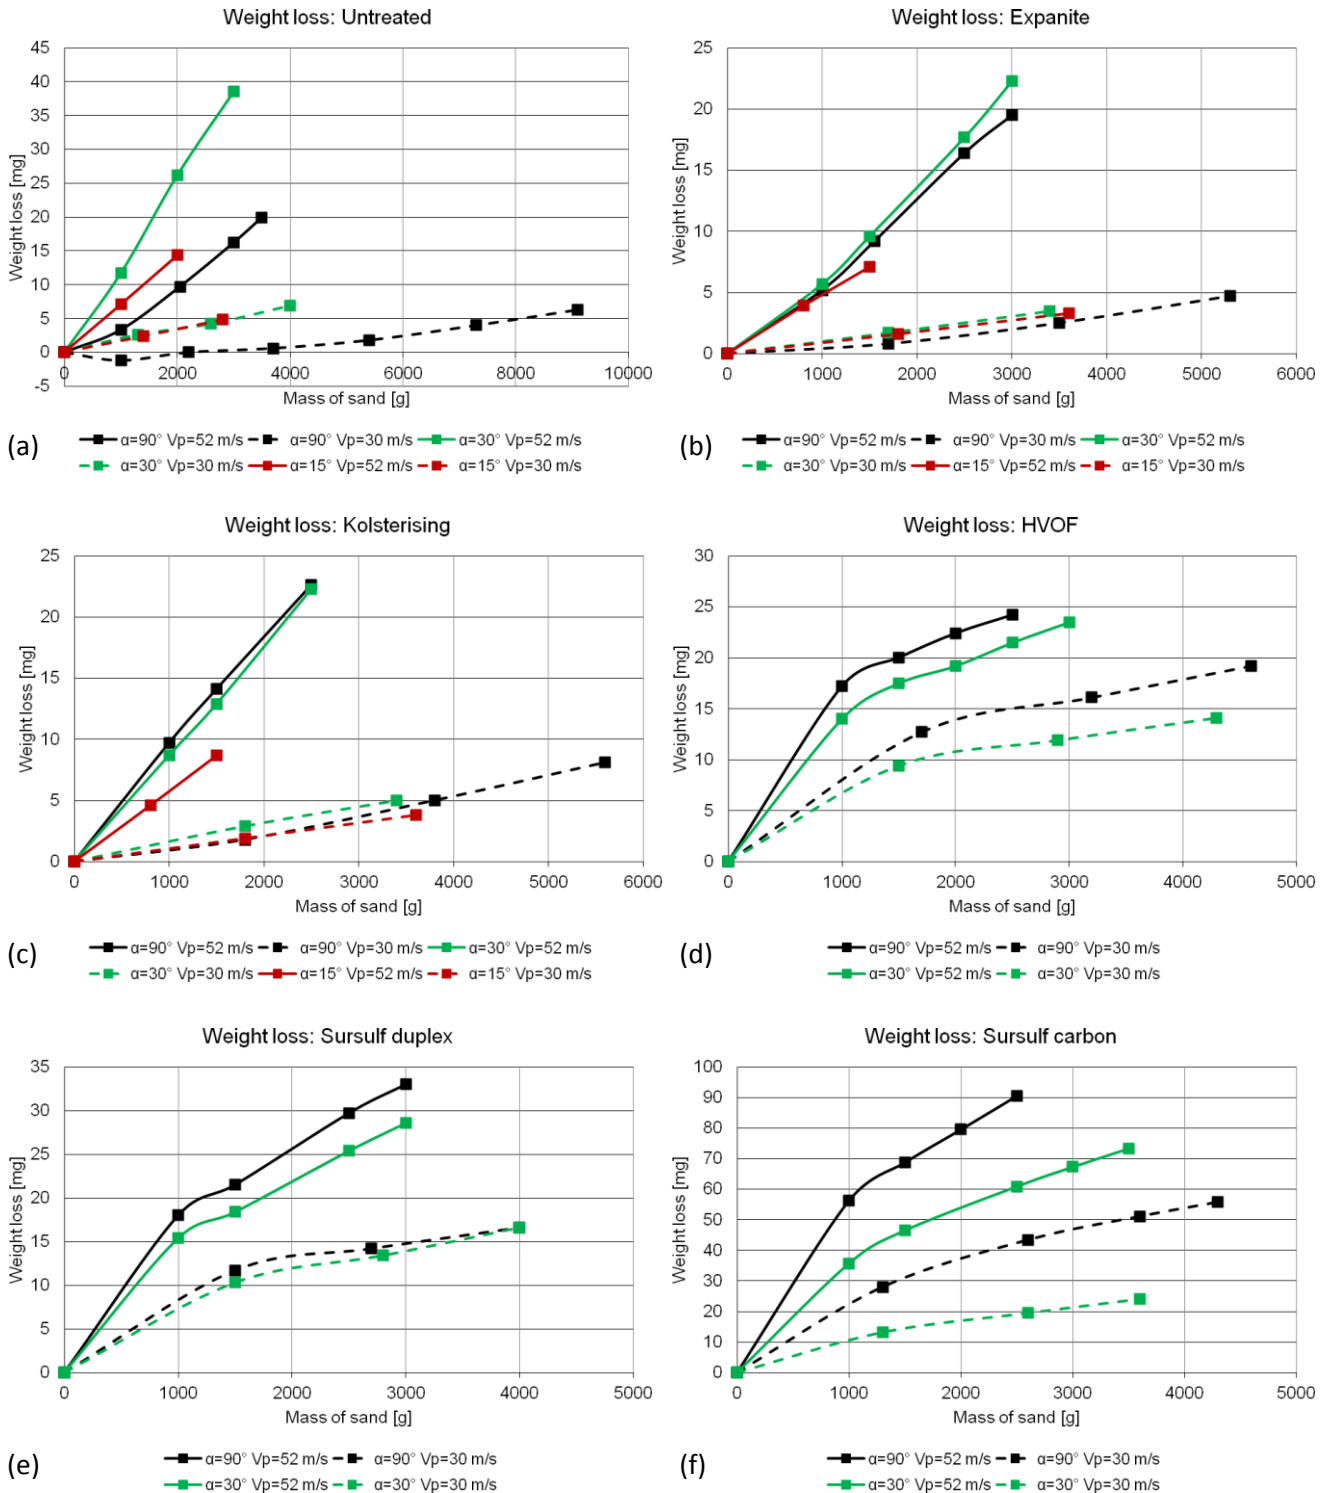 Weight loss: Untreated
Weight loss [mg]
45
40
35
30
25
20
15
10
5
0
-5
0 2000 4000 6000 8000 10000
Mass of sand [g]
(a)
α=90° Vp=52 m/s α=90° Vp=30 m/s α=30° Vp=52 m/s
α=30° Vp=30 m/s α=15° Vp=52 m/s α=15° Vp=30 m/s
Weight loss: Expanite
Weight loss [mg]
25
20
15
10
5
0
0 1000 2000 3000 4000 5000 6000
Mass of sand [g]
(b)
α=90° Vp=52 m/s α=90° Vp=30 m/s α=30° Vp=52 m/s
α=30° Vp=30 m/s α=15° Vp=52 m/s α=15° Vp=30 m/s
Weight loss: Kolsterising
Weight loss [mg]
25
20
15
10
5
0
0 1000 2000 3000 4000 5000 6000
Mass of sand [g]
(c)
α=90° Vp=52 m/s α=90° Vp=30 m/s α=30° Vp=52 m/s
α=30° Vp=30 m/s α=15° Vp=52 m/s α=15° Vp=30 m/s
Weight loss: HVOF
Weight loss [mg]
30
25
20
15
10
5
0
0 1000 2000 3000 4000 5000
Mass of sand [g]
(d)
α=90° Vp=52 m/s α=90° Vp=30 m/s
α=30° Vp=52 m/s α=30° Vp=30 m/s
Weight loss: Sursulf duplex
Weight loss [mg]
35
30
25
20
15
10
5
0
0 1000 2000 3000 4000 5000
Mass of sand [g]
(e)
α=90° Vp=52 m/s α=90° Vp=30 m/s
α=30° Vp=52 m/s α=30° Vp=30 m/s
Weight loss: Sursulf carbon
Weight loss [mg]
100
90
80
70
60
50
40
30
20
10
0
0 1000 2000 3000 4000 5000
Mass of sand [g]
(f)
α=90° Vp=52 m/s α=90° Vp=30 m/s
α=30° Vp=52 m/s α=30° Vp=30 m/s